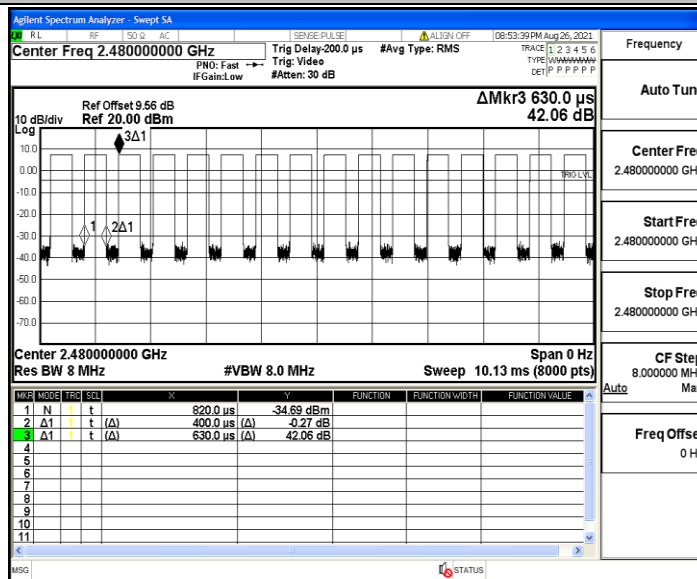 Agilent Spectrum Analyzer - Swept SA
RL RF 50 Ω AC SENSE:PULSE ALIGN OFF 08:53:39 PM Aug 26, 2021
Center Freq 2.480000000 GHz
PNO: Fast
IFGain:Low
Trig Delay-200.0 µs
Trig: Video
#Atten: 30 dB
#Avg Type: RMS
TRACE 1 2 3 4 5 6
TYPE
DET P P P P P P
Ref Offset 9.56 dB
10 dB/div Ref 20.00 dBm
Log
ΔMkr3 630.0 µs
42.06 dB
10.0
0.00
-10.0
-20.0
-30.0
-40.0
-50.0
-60.0
-70.0
3Δ1
1
2Δ1
TRIG LVL
Center 2.480000000 GHz Span 0 Hz
Res BW 8 MHz #VBW 8.0 MHz Sweep 10.13 ms (8000 pts)
MKR MODE TRC SCL X Y FUNCTION FUNCTION WIDTH FUNCTION VALUE
1 N 1 t 820.0 µs -34.69 dBm
2 Δ1 1 t (Δ) 400.0 µs (Δ) -0.27 dB
3 Δ1 1 t (Δ) 630.0 µs (Δ) 42.06 dB
4
5
6
7
8
9
10
11
MSG STATUS
Frequency
Auto Tun
Center Fre
2.480000000 GH
Start Fre
2.480000000 GH
Stop Fre
2.480000000 GH
CF Ste
8.000000 MH
Auto Ma
Freq Offse
0 H